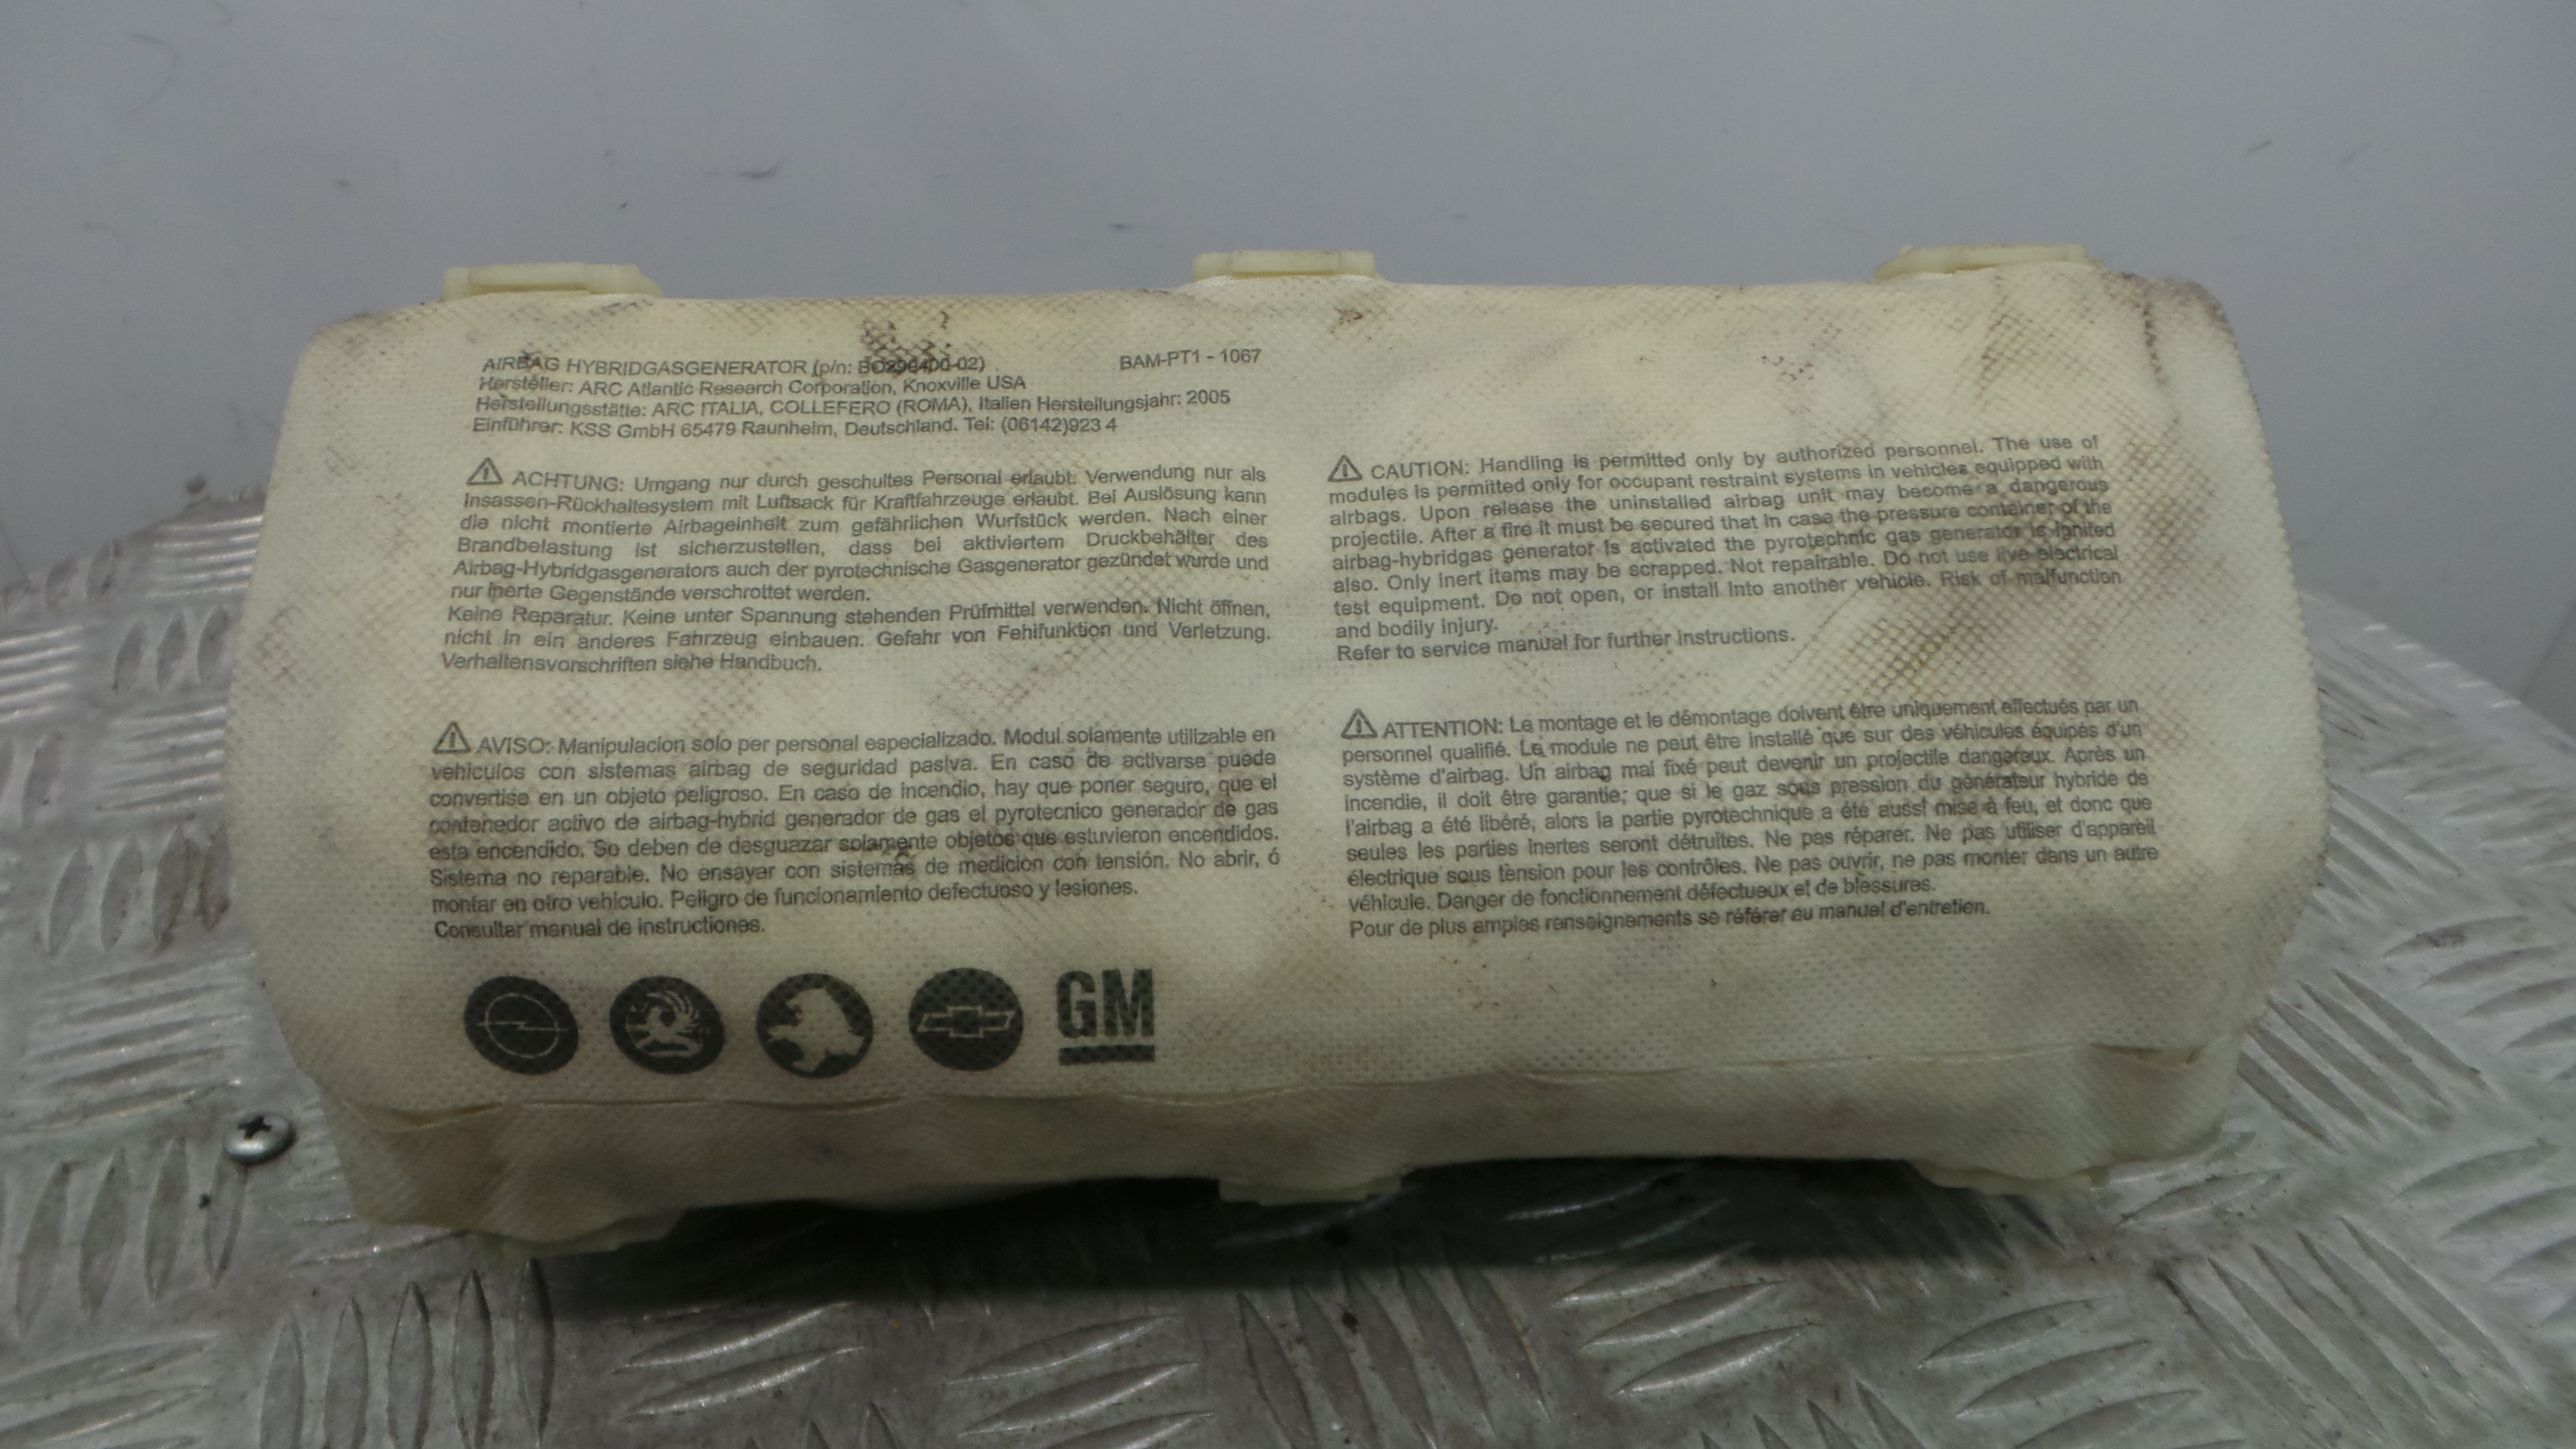 AIRBAG HYBRIDGASGENERATOR (p/n: BO290400-02)
BAM-PT1 - 1067
Hersteller: ARC Atlantic Research Corporation, Knoxville USA
Herstellungsstätte: ARC ITALIA, COLLEFERO (ROMA), Italien Herstellungsjahr: 2005
Einführer: KSS GmbH 65479 Raunheim, Deutschland. Tel: (06142)923 4
ACHTUNG: Umgang nur durch geschultes Personal erlaubt. Verwendung nur als
Insassen-Rückhaltesystem mit Luftsack für Kraftfahrzeuge erlaubt. Bei Auslösung kann
die nicht montierte Airbageinheit zum gefährlichen Wurfstück werden. Nach einer
Brandbelastung ist sicherzustellen, dass bei aktiviertem Druckbehälter des
Airbag-Hybridgasgenerators auch der pyrotechnische Gasgenerator gezündet wurde und
nur inerte Gegenstände verschrottet werden.
Keine Reparatur. Keine unter Spannung stehenden Prüfmittel verwenden. Nicht öffnen,
nicht in ein anderes Fahrzeug einbauen. Gefahr von Fehlfunktion und Verletzung.
Verhaltensvorschriften siehe Handbuch.
CAUTION: Handling is permitted only by authorized personnel. The use of
modules is permitted only for occupant restraint systems in vehicles equipped with
airbags. Upon release the uninstalled airbag unit may become a dangerous
projectile. After a fire it must be secured that in case the pressure container of the
airbag-hybridgas generator is activated the pyrotechnic gas generator is ignited
also. Only inert items may be scrapped. Not repairable. Do not use live electrical
test equipment. Do not open, or install into another vehicle. Risk of malfunction
and bodily injury.
Refer to service manual for further instructions.
AVISO: Manipulacion solo per personal especializado. Modul solamente utilizable en
vehiculos con sistemas airbag de seguridad pasiva. En caso de activarse puede
convertise en un objeto peligroso. En caso de incendio, hay que poner seguro, que el
contenedor activo de airbag-hybrid generador de gas el pyrotecnico generador de gas
esta encendido. So deben de desguazar solamente objetos que estuvieron encendidos.
Sistema no reparable. No ensayar con sistemas de medicion con tensión. No abrir, ó
montar en otro vehiculo. Peligro de funcionamiento defectuoso y lesiones.
Consultar manual de instructiones.
ATTENTION: Le montage et le démontage doivent être uniquement effectués par un
personnel qualifié. Le module ne peut être installé que sur des véhicules équipés d'un
système d'airbag. Un airbag mal fixé peut devenir un projectile dangereux. Après un
incendie, il doit être garantie; que si le gaz sous pression du générateur hybride de
l'airbag a été libéré, alors la partie pyrotechnique a été aussi mise à feu, et donc que
seules les parties inertes seront détruites. Ne pas réparer. Ne pas utiliser d'appareil
électrique sous tension pour les contrôles. Ne pas ouvrir, ne pas monter dans un autre
véhicule. Danger de fonctionnement défectueux et de blessures.
Pour de plus amples renseignements se référer au manuel d'entretien.
GM